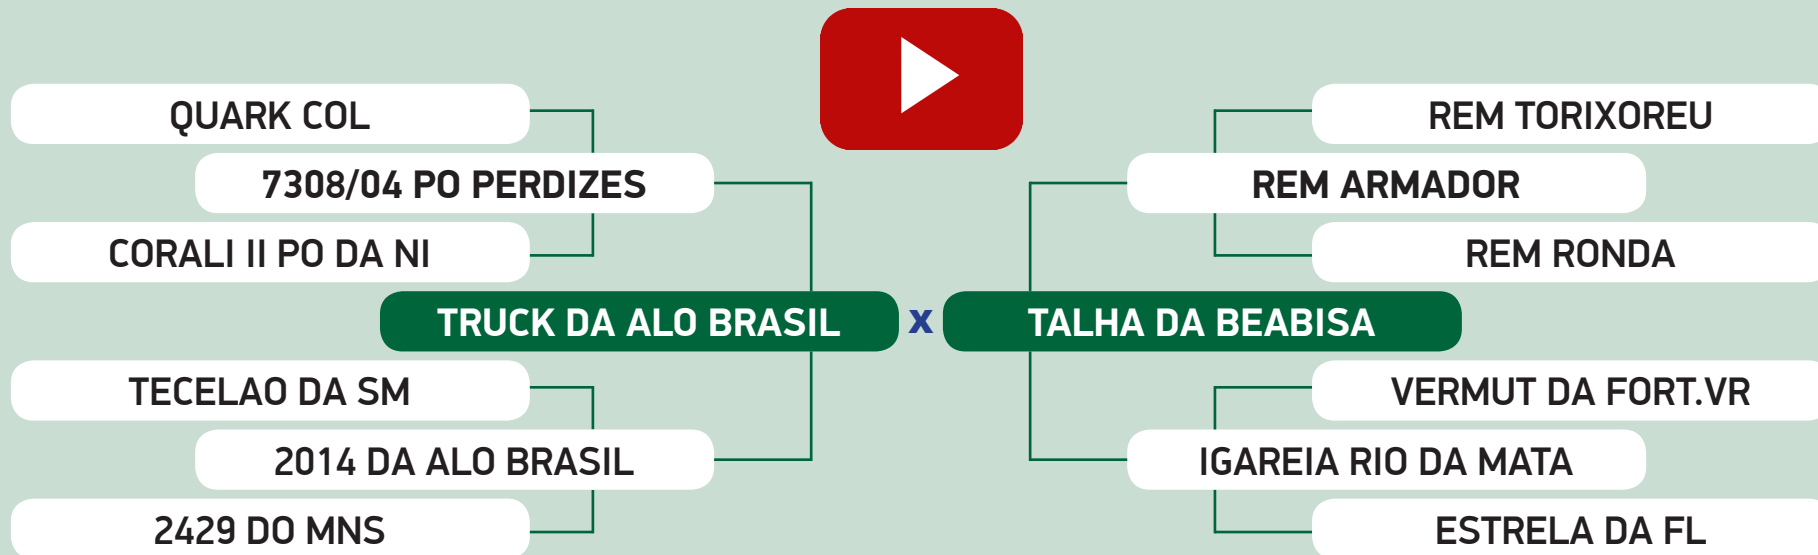 QUARK COL
7308/04 PO PERDIZES
CORALI II PO DA NI
TRUCK DA ALO BRASIL x TALHA DA BEABISA
TECELAO DA SM
2014 DA ALO BRASIL
2429 DO MNS
REM TORIXOREU
REM ARMADOR
REM RONDA
VERMUT DA FORT.VR
IGAREIA RIO DA MATA
ESTRELA DA FL